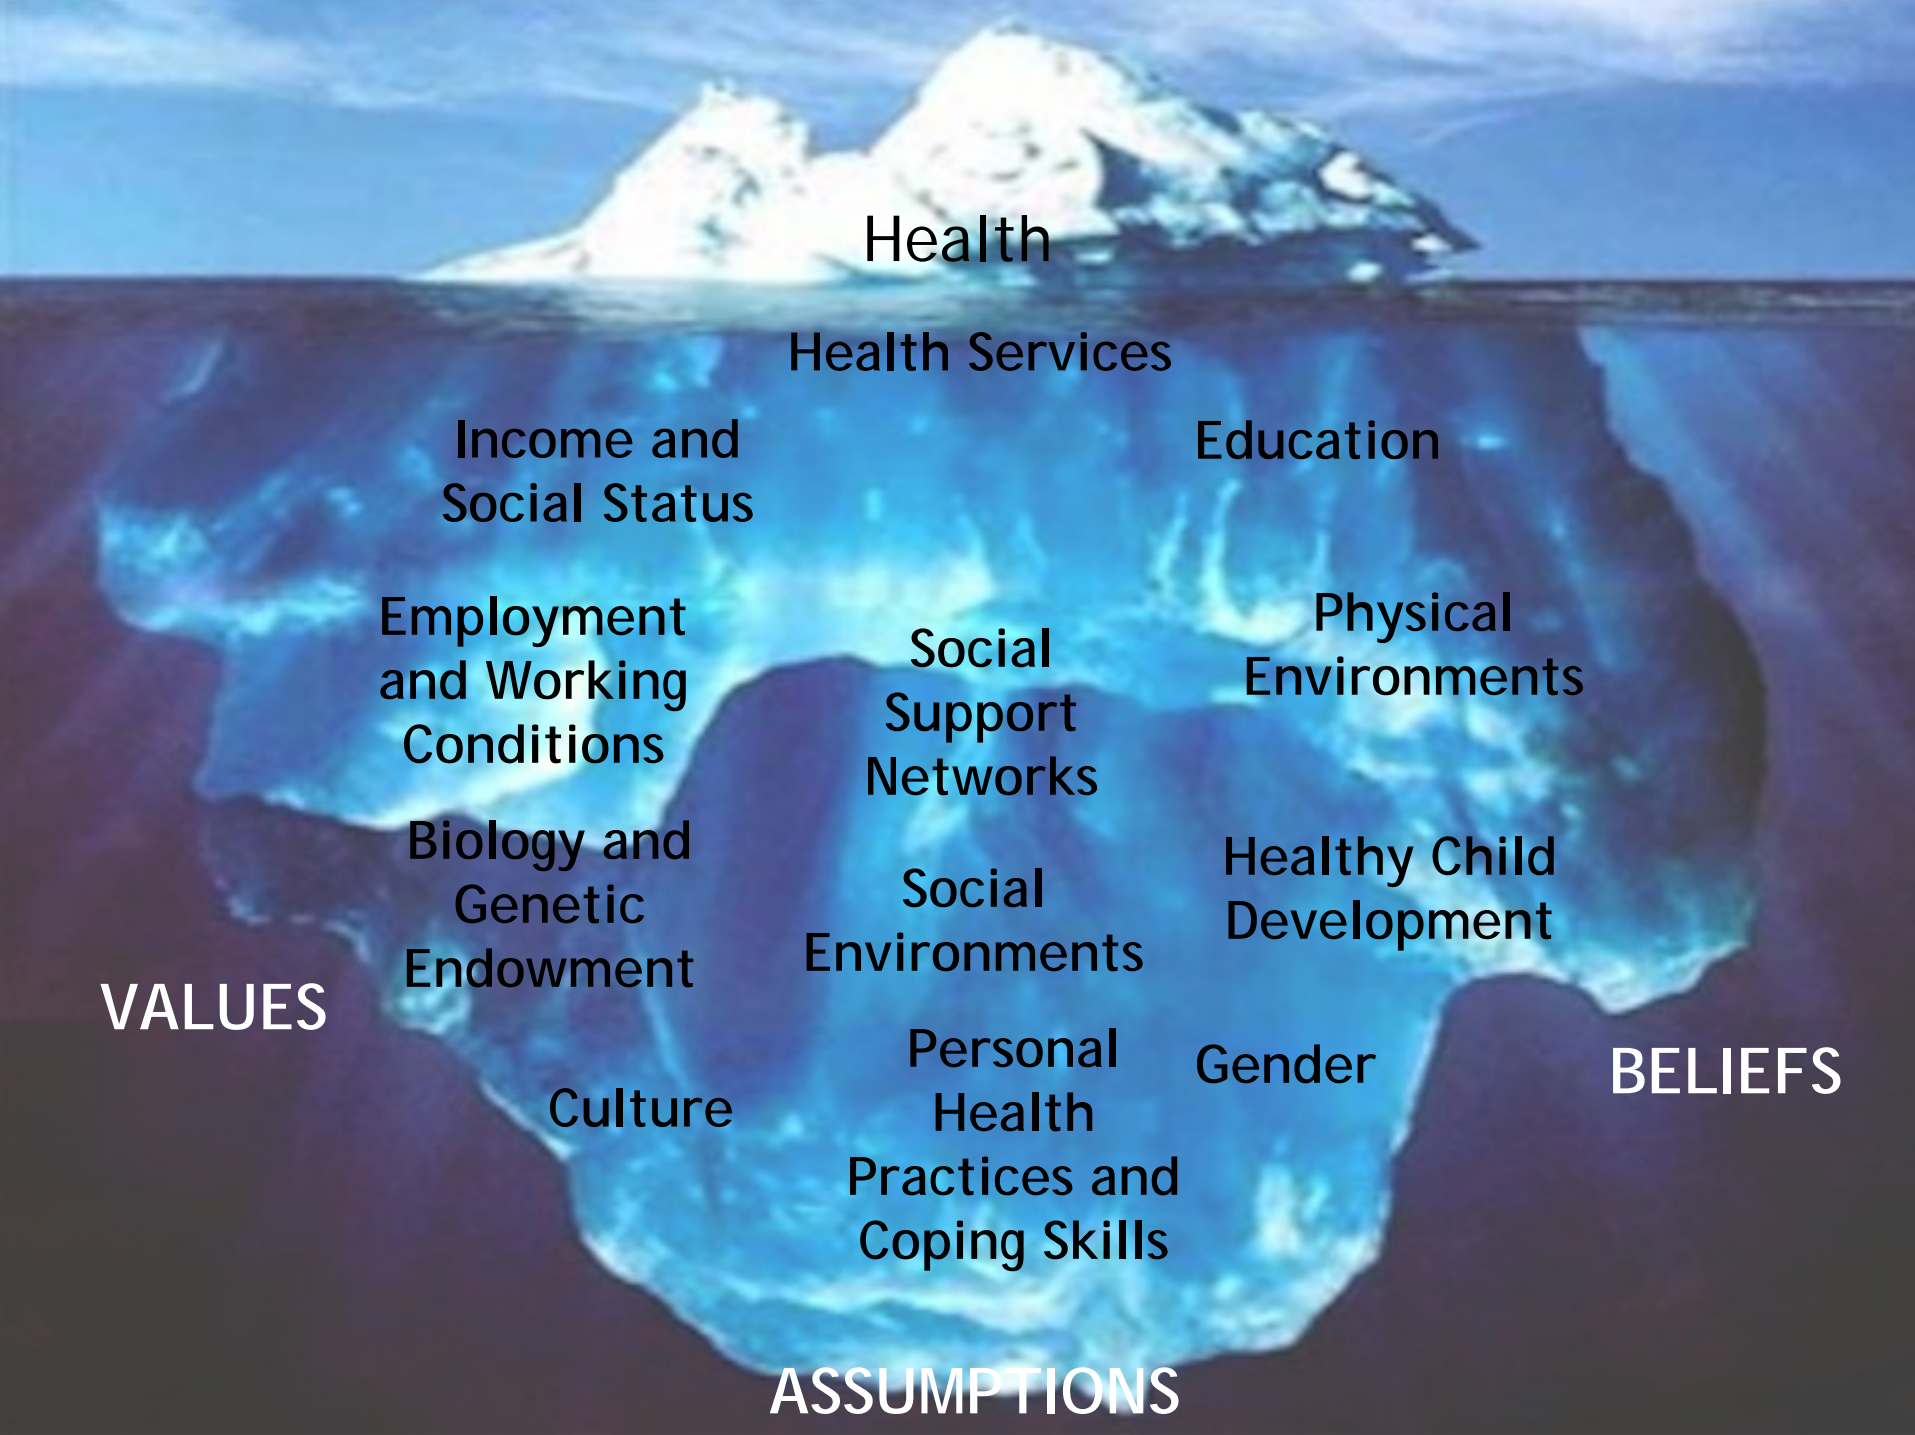 Health
Health Services
Income and
Social Status
Education
Employment
and Working
Conditions
Social
Support
Networks
Physical
Environments
Biology and
Genetic
Endowment
Social
Environments
Healthy Child
Development
VALUES
Culture
Personal
Health
Practices and
Coping Skills
Gender
BELIEFS
ASSUMPTIONS